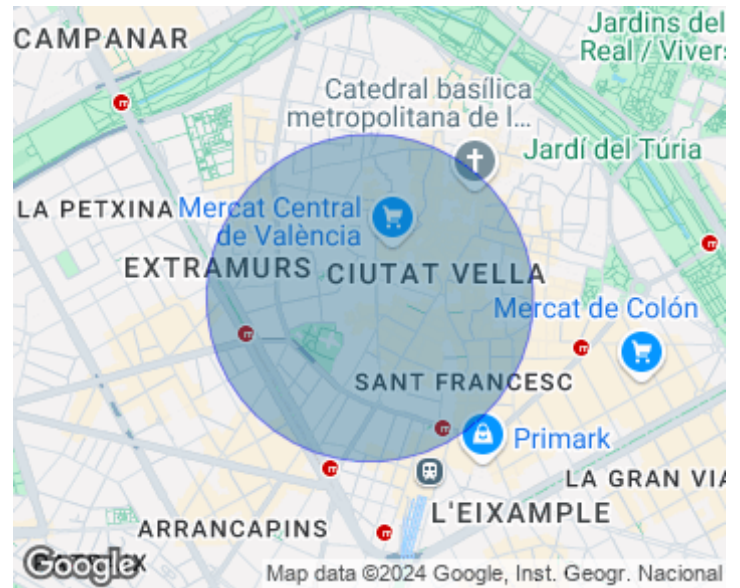 CAMPANAR
Jardins del
Real / Vivers
Catedral basílica
metropolitana de l...
Jardí del Túria
LA PETXINA
Mercat Central
de València
EXTRAMURS
CIUTAT VELLA
Mercat de Colón
SANT FRANCESC
Primark
LA GRAN VIA
L'EIXAMPLE
ARRANCAPINS
Google
Map data ©2024 Google, Inst. Geogr. Nacional